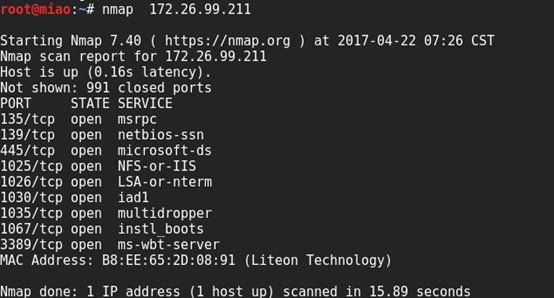 root@miao:~# nmap  172.26.99.211
Starting Nmap 7.40 ( https://nmap.org ) at 2017-04-22 07:26 CST
Nmap scan report for 172.26.99.211
Host is up (0.16s latency).
Not shown: 991 closed ports
PORT     STATE SERVICE
135/tcp  open  msrpc
139/tcp  open  netbios-ssn
445/tcp  open  microsoft-ds
1025/tcp open  NFS-or-IIS
1026/tcp open  LSA-or-nterm
1030/tcp open  iad1
1035/tcp open  multidropper
1067/tcp open  instl_boots
3389/tcp open  ms-wbt-server
MAC Address: B8:EE:65:2D:08:91 (Liteon Technology)
Nmap done: 1 IP address (1 host up) scanned in 15.89 seconds